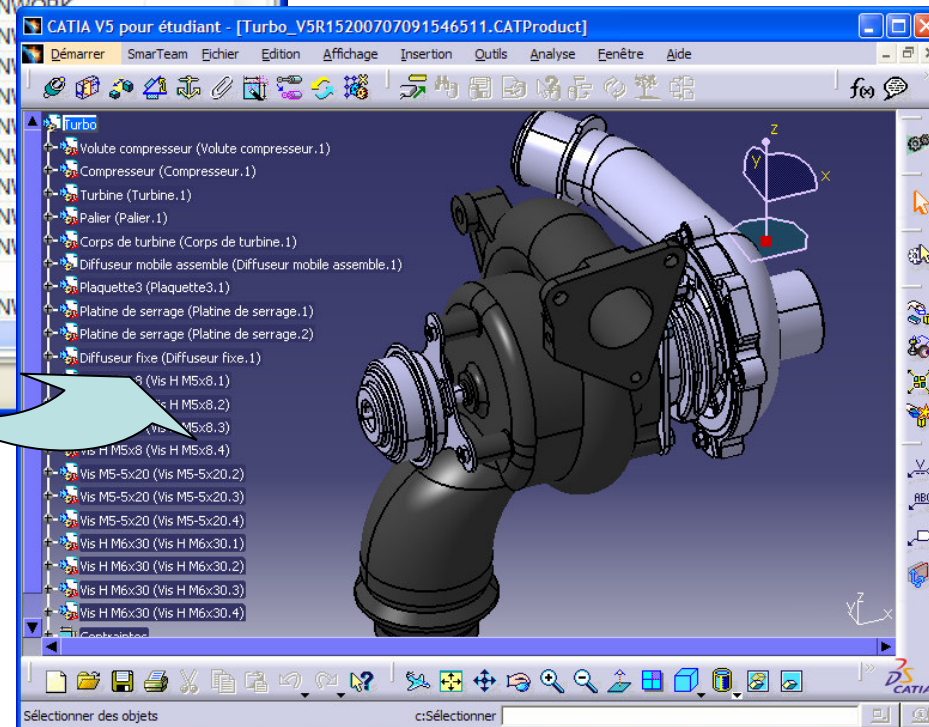 CATIA V5 pour étudiant - [Turbo_V5R15200707091546511.CATProduct]
Démarrer SmarTeam Fichier Edition Affichage Insertion Outils Analyse Fenêtre Aide
f(x)
Turbo
Volute compresseur (Volute compresseur.1)
Compresseur (Compresseur.1)
Turbine (Turbine.1)
Palier (Palier.1)
Corps de turbine (Corps de turbine.1)
Diffuseur mobile assemble (Diffuseur mobile assemble.1)
Plaquette3 (Plaquette3.1)
Platine de serrage (Platine de serrage.1)
Platine de serrage (Platine de serrage.2)
Diffuseur fixe (Diffuseur fixe.1)
8 (Vis H M5x8.1)
H M5x8.2)
M5x8.3)
Vis H M5x8 (Vis H M5x8.4)
Vis M5-5x20 (Vis M5-5x20.2)
Vis M5-5x20 (Vis M5-5x20.3)
Vis M5-5x20 (Vis M5-5x20.4)
Vis H M6x30 (Vis H M6x30.1)
Vis H M6x30 (Vis H M6x30.2)
Vis H M6x30 (Vis H M6x30.3)
Vis H M6x30 (Vis H M6x30.4)
Contraintes
z
y
x
ABC
z
y
x
CATIA
Sélectionner des objets c:Sélectionner